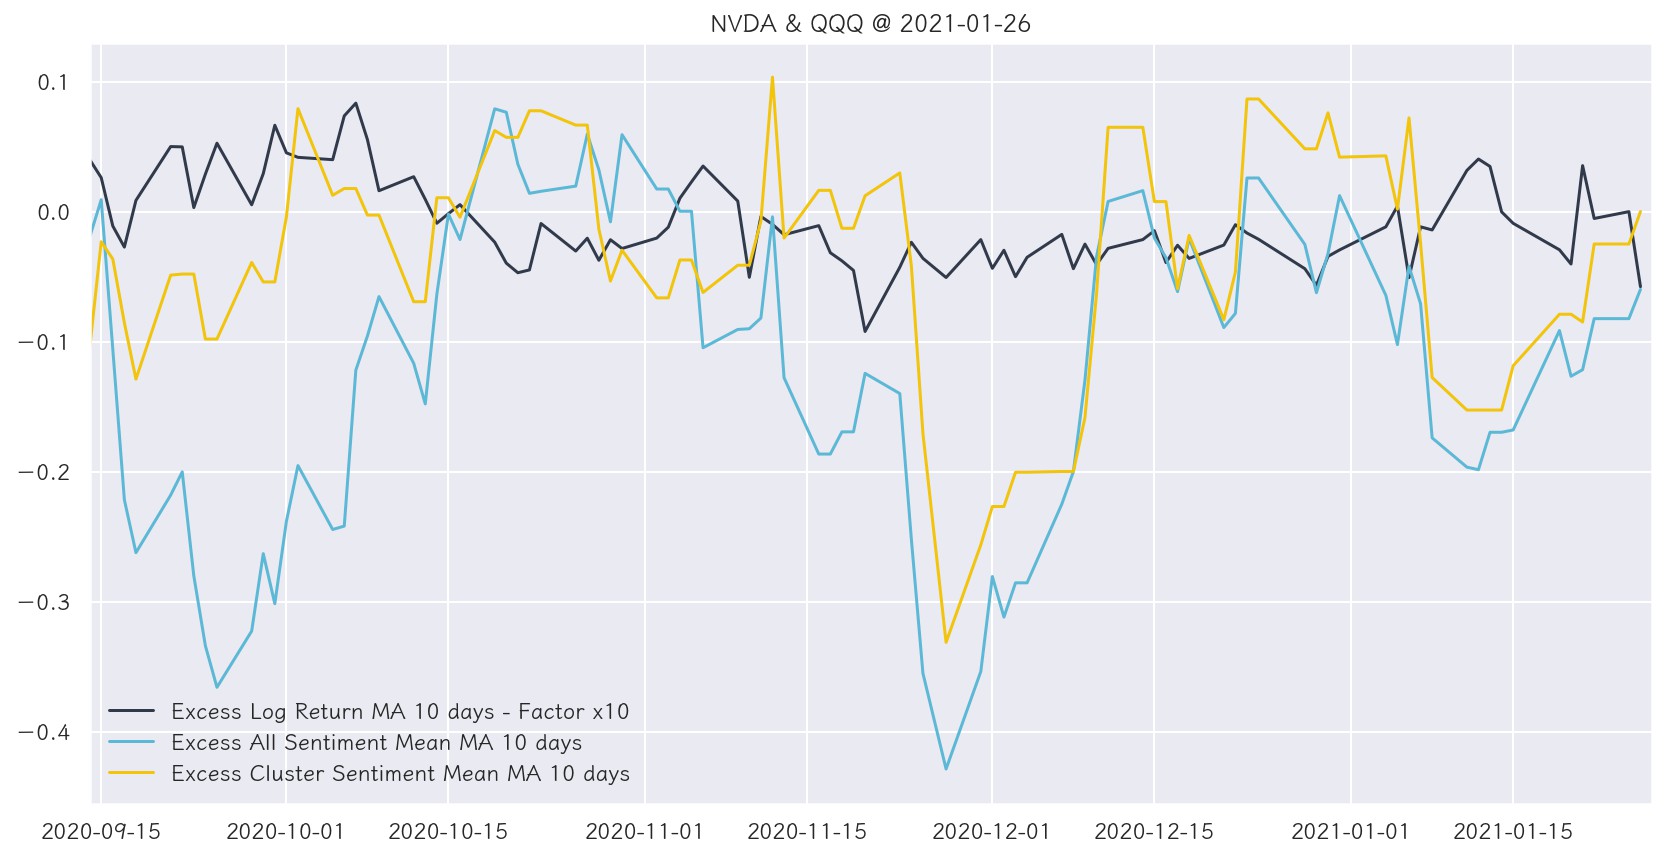 NVDA & QQQ @ 2021-01-26
0.1
0.0
−0.1
−0.2
−0.3
−0.4
Excess Log Return MA 10 days - Factor x10
Excess All Sentiment Mean MA 10 days
Excess Cluster Sentiment Mean MA 10 days
2020-09-15 2020-10-01 2020-10-15 2020-11-01 2020-11-15 2020-12-01 2020-12-15 2021-01-01 2021-01-15